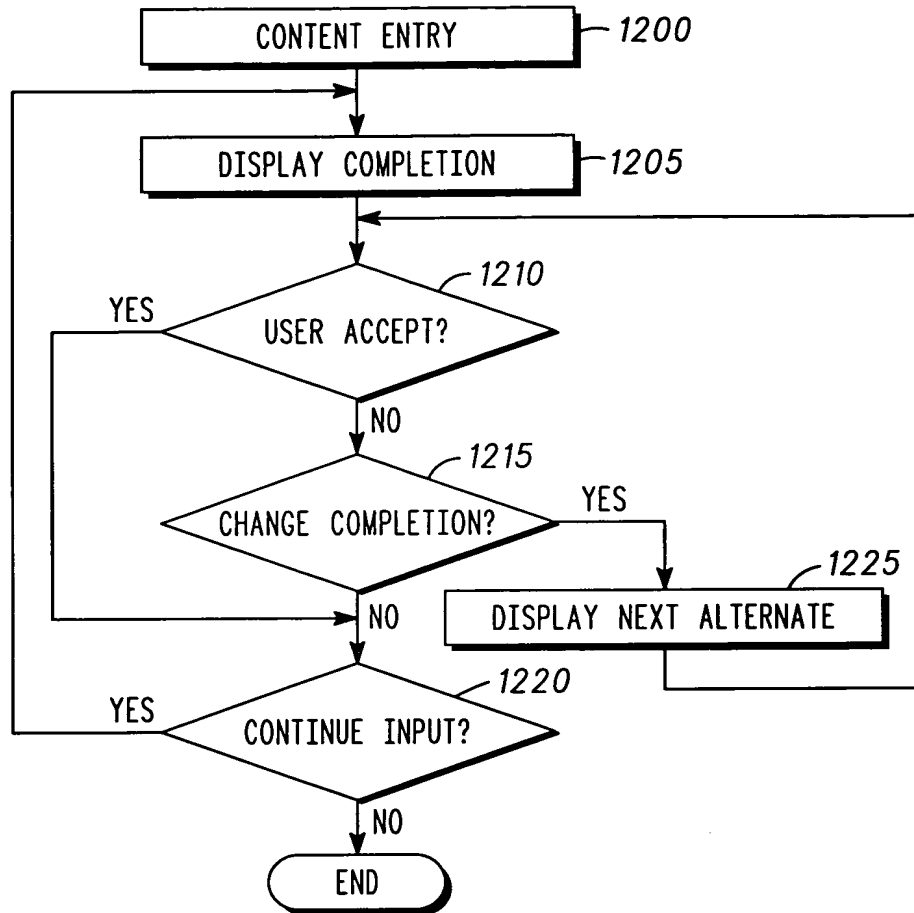 CONTENT ENTRY
1200
DISPLAY COMPLETION
1205
1210
YES
USER ACCEPT?
NO
1215
YES
CHANGE COMPLETION?
1225
NO
DISPLAY NEXT ALTERNATE
1220
YES
CONTINUE INPUT?
NO
END